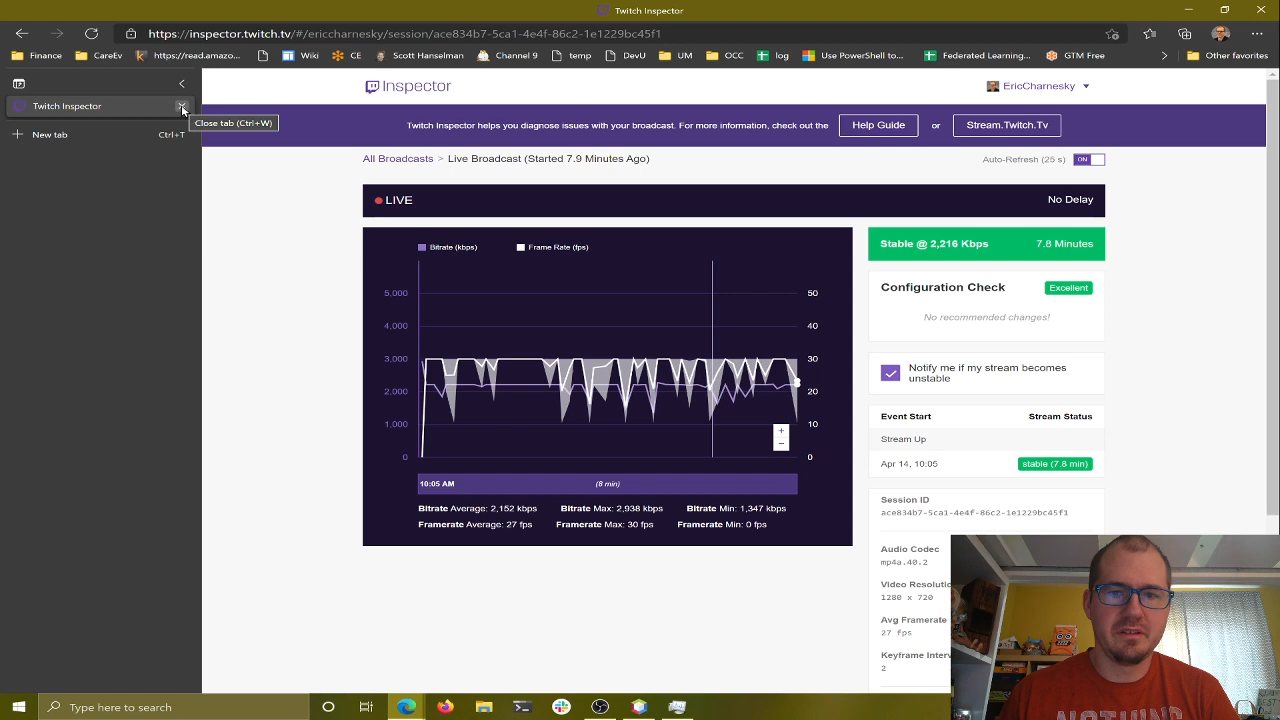 Twitch Inspector
https://inspector.twitch.tv/#/ericcharnesky/session/ace834b7-5ca1-4e4f-86c2-1e1229bc45f1
Finance
CareEv
https://read.amazo...
#Wiki
CE
Scott Hanselman
Channel 9
temp
DevU
UM
OCC
log
Use PowerShell to...
Federated Learning...
GTM Free
Other favorites
Twitch Inspector
Close tab (Ctrl+W)
New tab Ctrl+T
Inspector
EricCharnesky
Twitch Inspector helps you diagnose issues with your broadcast. For more information, check out the Help Guide or Stream.Twitch.Tv
All Broadcasts > Live Broadcast (Started 7.9 Minutes Ago)
Auto-Refresh (25 s) ON
LIVE
No Delay
Bitrate (kbps) Frame Rate (fps)
5,000 50
4,000 40
3,000 30
2,000 20
1,000 10
0 0
+
−
10:05 AM (8 min)
Bitrate Average: 2,152 kbps Bitrate Max: 2,938 kbps Bitrate Min: 1,347 kbps
Framerate Average: 27 fps Framerate Max: 30 fps Framerate Min: 0 fps
Stable @ 2,216 Kbps 7.8 Minutes
Configuration Check Excellent
No recommended changes!
Notify me if my stream becomes
unstable
Event Start Stream Status
Stream Up
Apr 14, 10:05 stable (7.8 min)
Session ID
ace834b7-5ca1-4e4f-86c2-1e1229bc45f1
Audio Codec
mp4a.40.2
Video Resolutio
1280 x 720
Avg Framerate
27 fps
Keyframe Interv
2
NOTHING
Type here to search